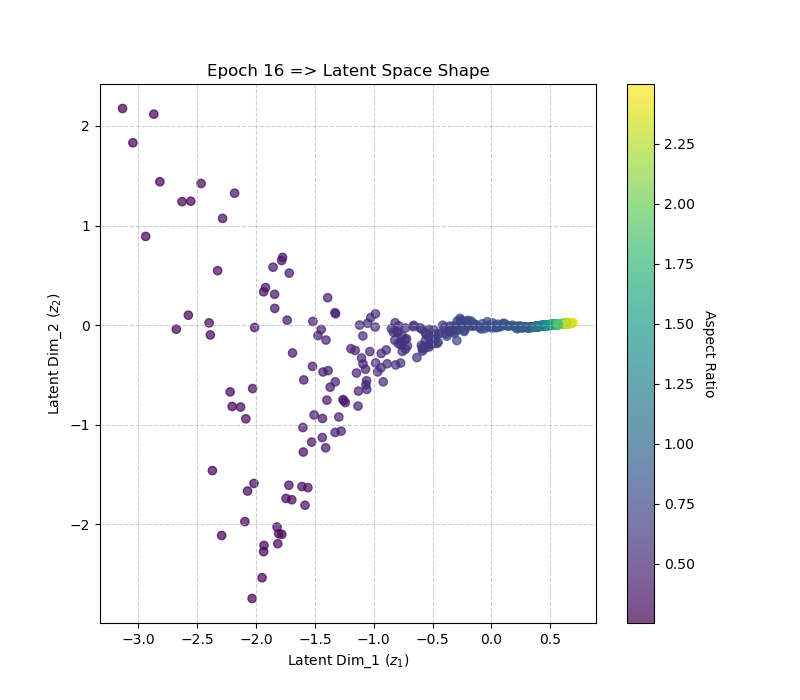 Epoch 16 => Latent Space Shape
2
1
0
−1
−2
Latent Dim_2 (z₂)
−3.0 −2.5 −2.0 −1.5 −1.0 −0.5 0.0 0.5
Latent Dim_1 (z₁)
2.25
2.00
1.75
1.50
1.25
1.00
0.75
0.50
Aspect Ratio